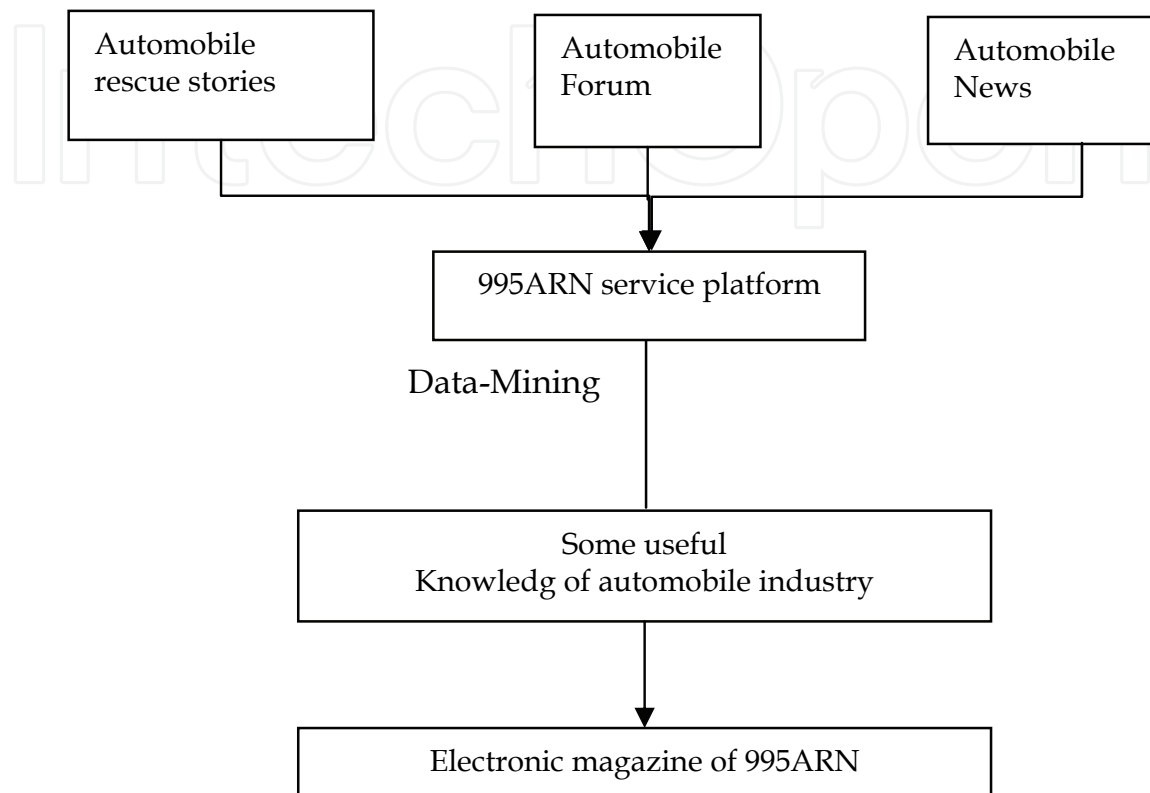 IntechOpen
Automobile
rescue stories
Automobile
Forum
Automobile
News
995ARN service platform
Data-Mining
Some useful
Knowledg of automobile industry
Electronic magazine of 995ARN